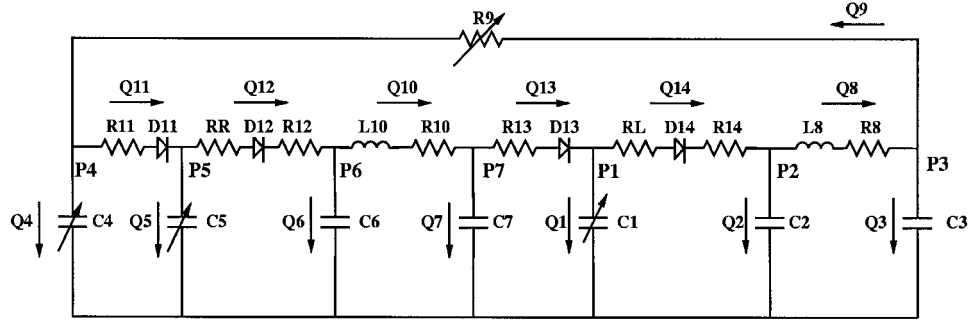 R9 Q9
Q11 Q12 Q10 Q13 Q14 Q8
R11 D11 RR D12 R12 L10 R10 R13 D13 RL D14 R14 L8 R8
P4 P5 P6 P7 P1 P2 P3
Q4 C4 Q5 C5 Q6 C6 Q7 C7 Q1 C1 Q2 C2 Q3 C3